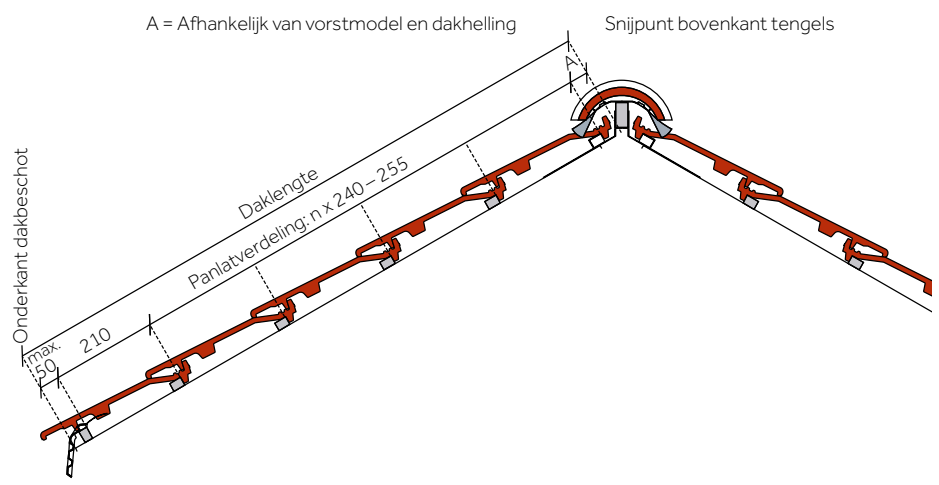 A = Afhankelijk van vorstmodel en dakhelling
Snijpunt bovenkant tengels
A
Daklengte
Panlatverdeling: n x 240 – 255
Onderkant dakbeschot
max.
50
210